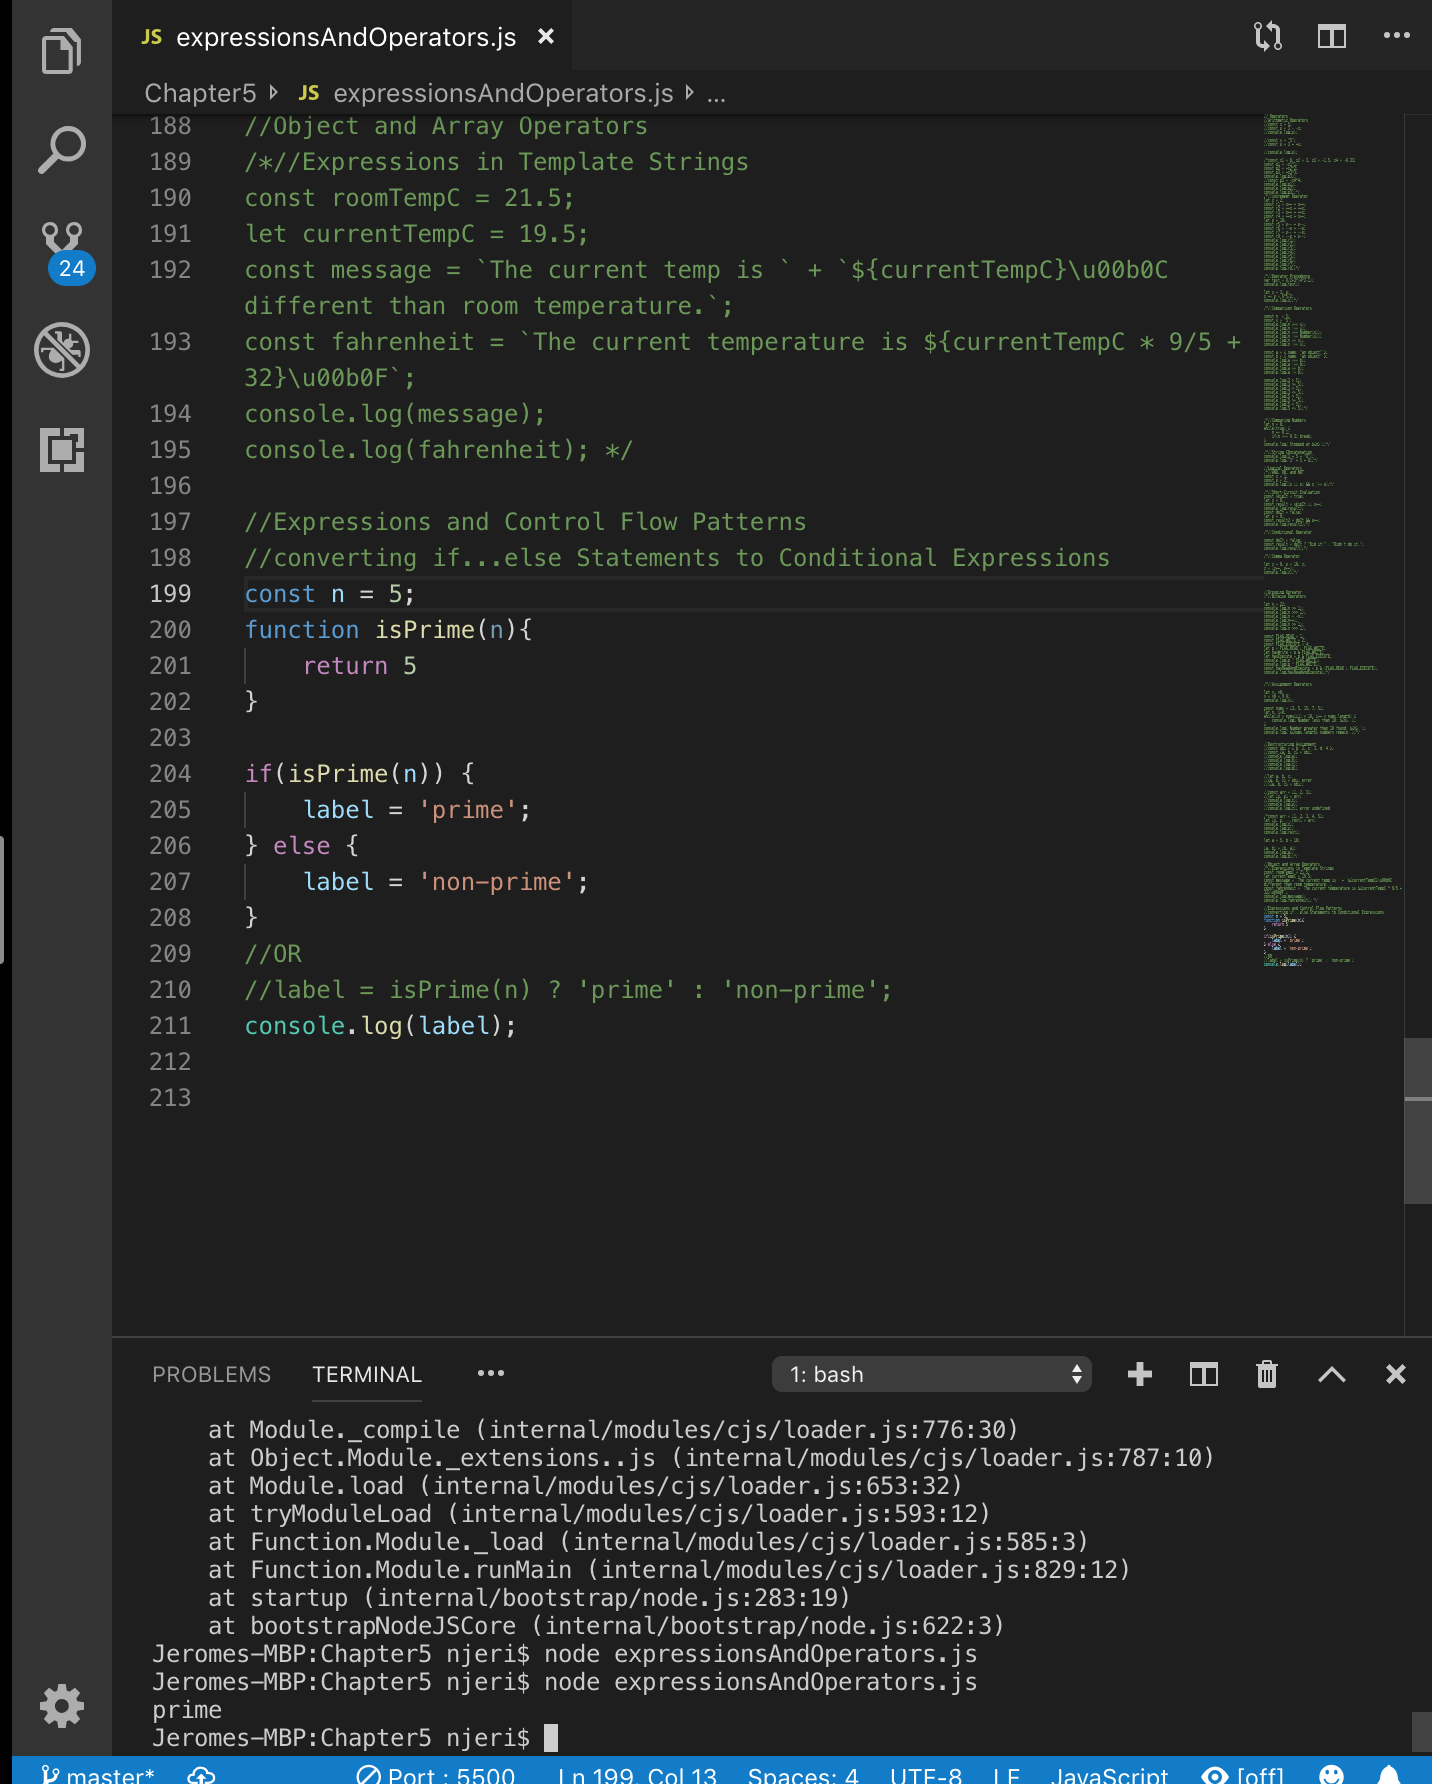 JS expressionsAndOperators.js ×
Chapter5 JS expressionsAndOperators.js ...
188 //Object and Array Operators
189 /*//Expressions in Template Strings
190 const roomTempC = 21.5;
191 let currentTempC = 19.5;
192 const message = `The current temp is ` + `${currentTempC}\u00b0C
different than room temperature.`;
193 const fahrenheit = `The current temperature is ${currentTempC * 9/5 +
32}\u00b0F`;
194 console.log(message);
195 console.log(fahrenheit); */
196
197 //Expressions and Control Flow Patterns
198 //converting if...else Statements to Conditional Expressions
199 const n = 5;
200 function isPrime(n){
201 return 5
202 }
203
204 if(isPrime(n)) {
205 label = 'prime';
206 } else {
207 label = 'non-prime';
208 }
209 //OR
210 //label = isPrime(n) ? 'prime' : 'non-prime';
211 console.log(label);
212
213
24
PROBLEMS TERMINAL ••• 1: bash
at Module._compile (internal/modules/cjs/loader.js:776:30)
at Object.Module._extensions..js (internal/modules/cjs/loader.js:787:10)
at Module.load (internal/modules/cjs/loader.js:653:32)
at tryModuleLoad (internal/modules/cjs/loader.js:593:12)
at Function.Module._load (internal/modules/cjs/loader.js:585:3)
at Function.Module.runMain (internal/modules/cjs/loader.js:829:12)
at startup (internal/bootstrap/node.js:283:19)
at bootstrapNodeJSCore (internal/bootstrap/node.js:622:3)
Jeromes-MBP:Chapter5 njeri$ node expressionsAndOperators.js
Jeromes-MBP:Chapter5 njeri$ node expressionsAndOperators.js
prime
Jeromes-MBP:Chapter5 njeri$
master* Port : 5500 Ln 199, Col 13 Spaces: 4 UTF-8 LF JavaScript [off]